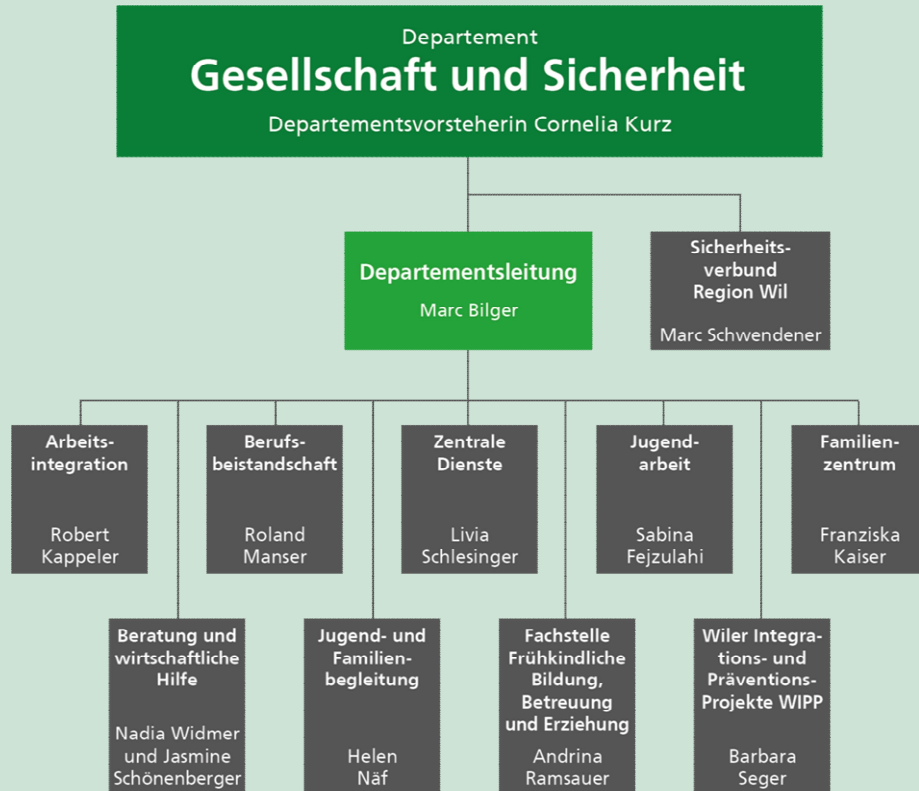 Departement
Gesellschaft und Sicherheit
Departementsvorsteherin Cornelia Kurz
Departementsleitung
Marc Bilger
Sicherheits-
verbund
Region Wil
Marc Schwendener
Arbeits-
integration
Robert
Kappeler
Berufs-
beistandschaft
Roland
Manser
Zentrale
Dienste
Livia
Schlesinger
Jugend-
arbeit
Sabina
Fejzulahi
Familien-
zentrum
Franziska
Kaiser
Beratung und
wirtschaftliche
Hilfe
Nadia Widmer
und Jasmine
Schönenberger
Jugend- und
Familien-
begleitung
Helen
Näf
Fachstelle
Frühkindliche
Bildung,
Betreuung
und Erziehung
Andrina
Ramsauer
Wiler Integra-
tions- und
Präventions-
Projekte WIPP
Barbara
Seger